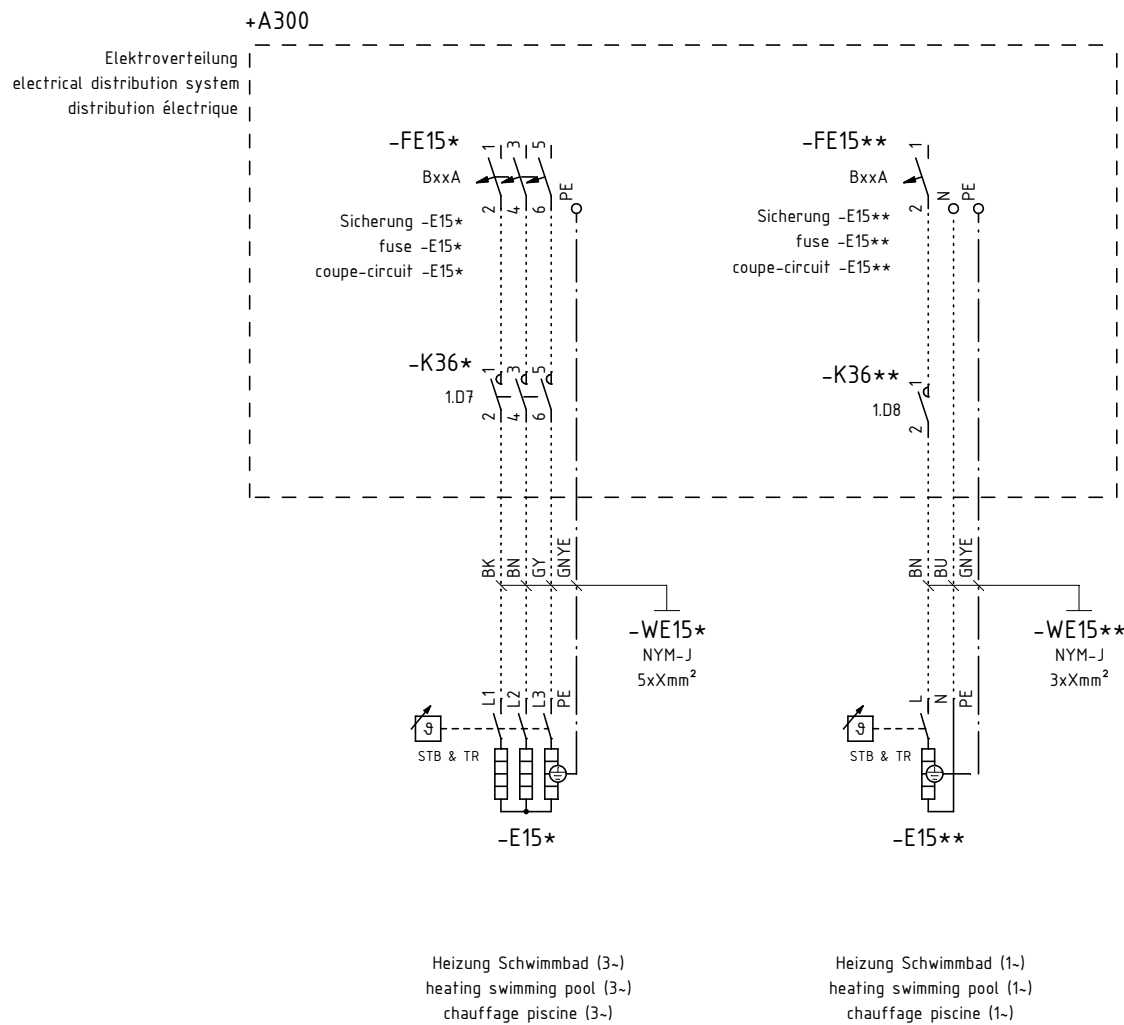 +A300
Elektroverteilung
electrical distribution system
distribution électrique
-FE15*
1 3 5
BxxA
2 4 6
PE
Sicherung -E15*
fuse -E15*
coupe-circuit -E15*
-FE15**
1
BxxA
2
N
PE
Sicherung -E15**
fuse -E15**
coupe-circuit -E15**
-K36*
1 3 5
1.D7
2 4 6
-K36**
1
1.D8
2
BK BN GY GNYE
-WE15*
NYM-J
5xXmm²
BN BU GNYE
-WE15**
NYM-J
3xXmm²
L1 L2 L3 PE
ϑ
STB & TR
-E15*
L N PE
ϑ
STB & TR
-E15**
Heizung Schwimmbad (3~)
heating swimming pool (3~)
chauffage piscine (3~)
Heizung Schwimmbad (1~)
heating swimming pool (1~)
chauffage piscine (1~)